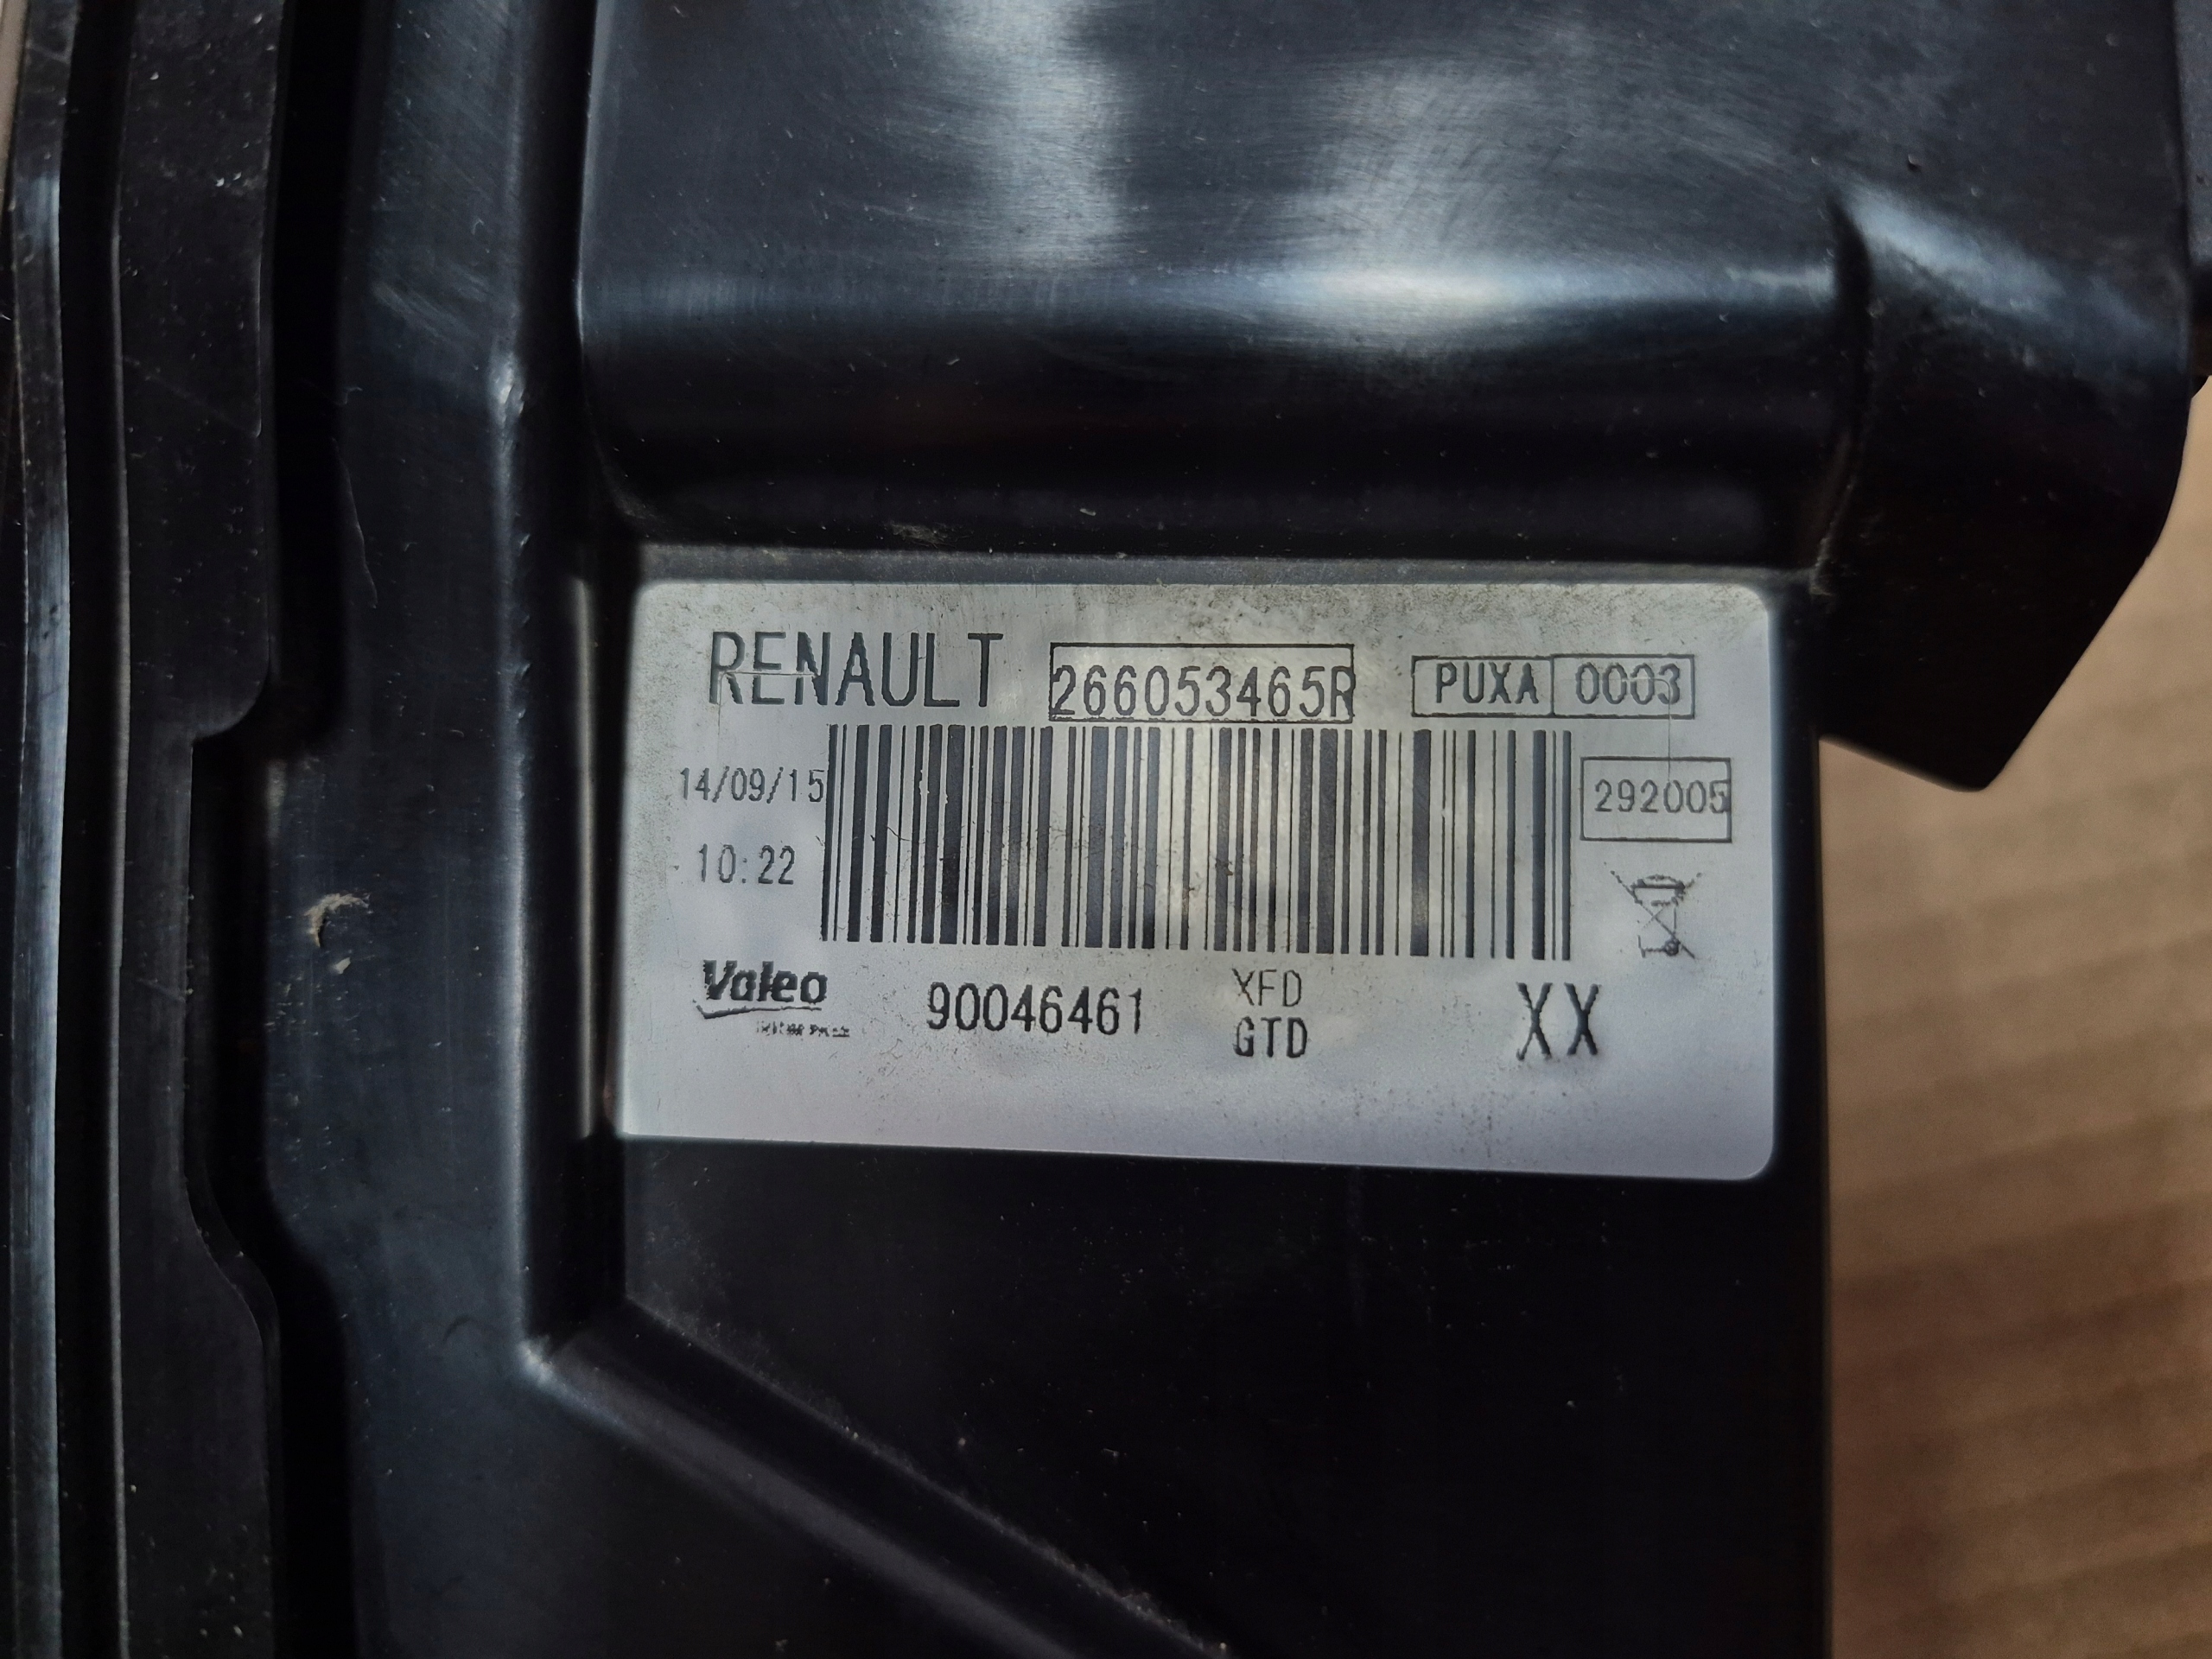 RENAULT 266053465R PUXA 0003
14/09/15 292005
10:22
Valeo 90046461 XFD XX
GTD